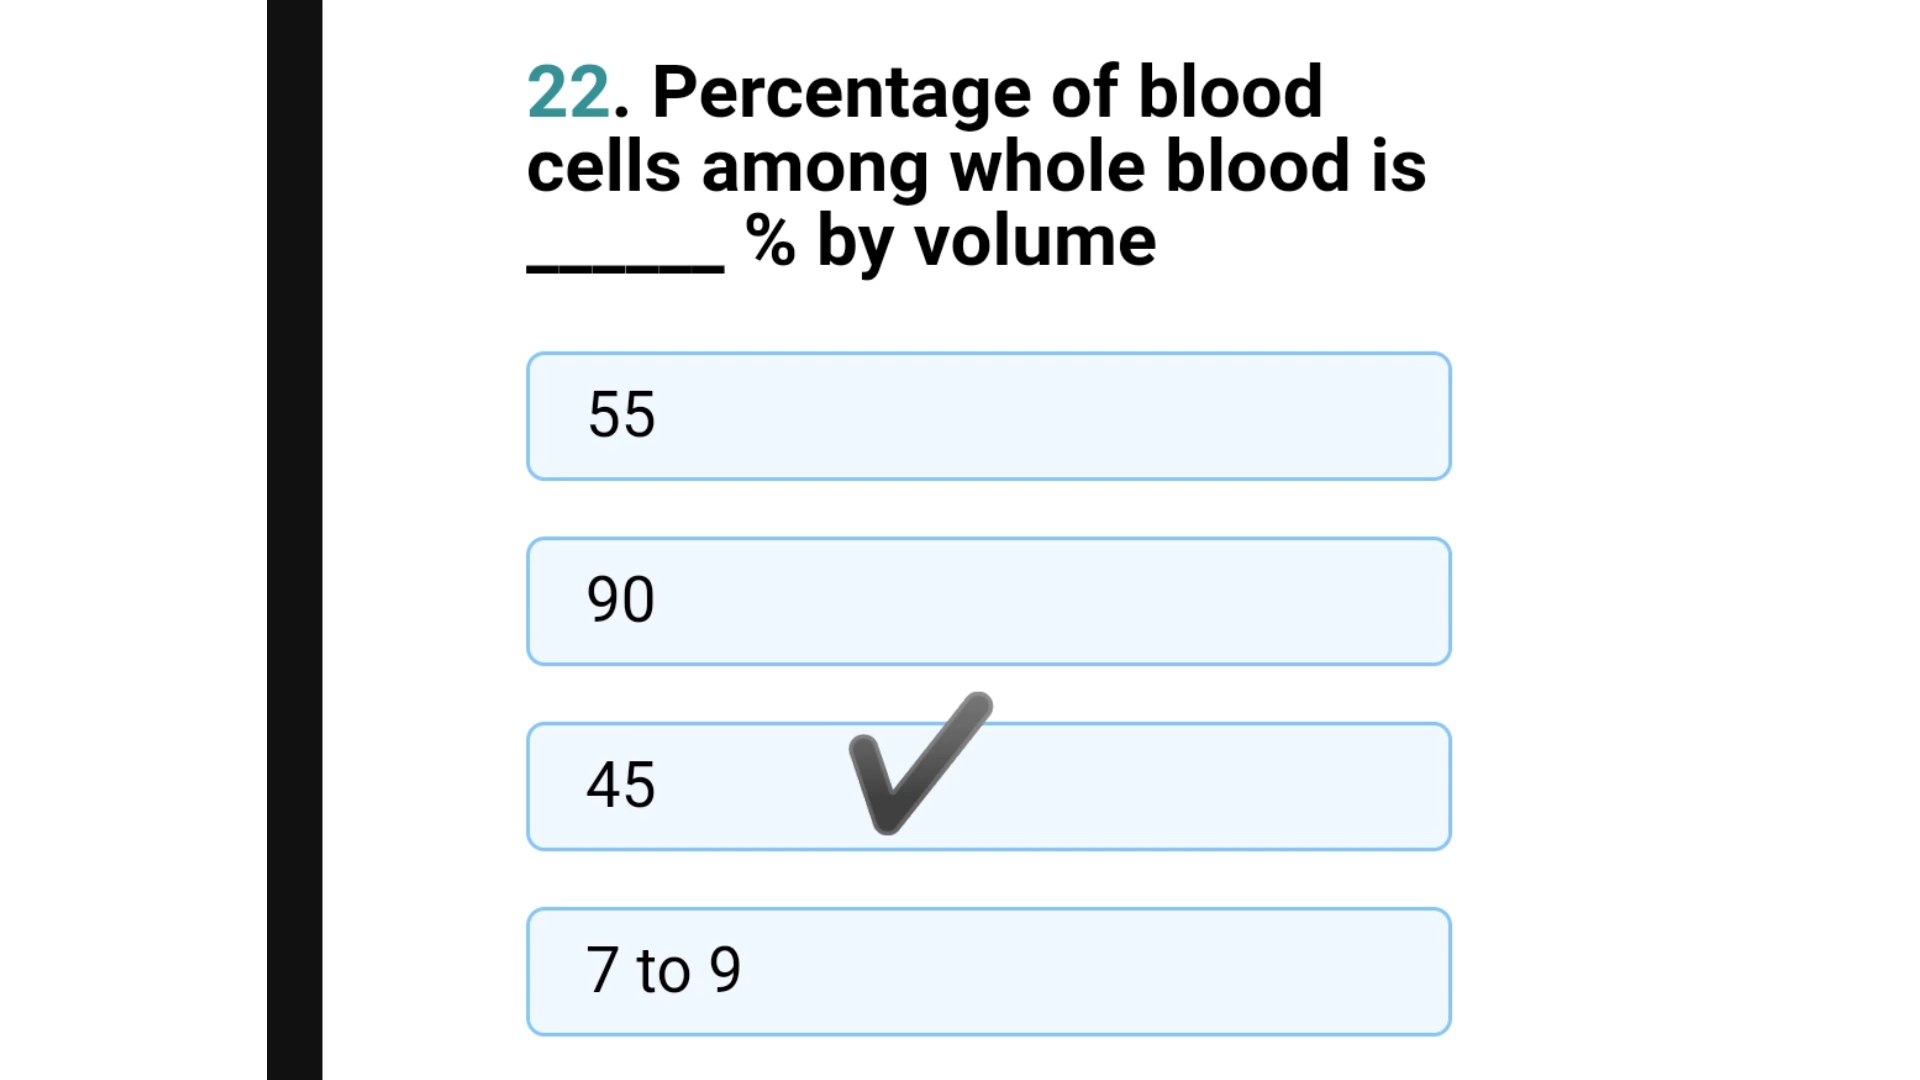 22. Percentage of blood
cells among whole blood is
______ % by volume
55
90
45
7 to 9